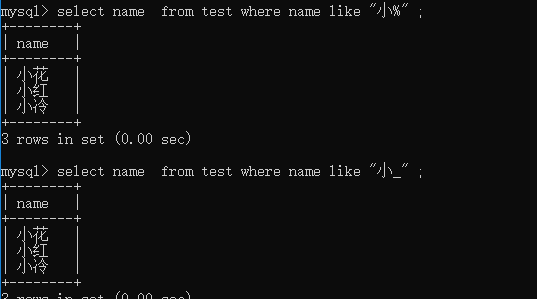 mysql> select name  from test where name like "小%" ;
+--------+
| name   |
+--------+
| 小花   |
| 小红   |
| 小冷   |
+--------+
3 rows in set (0.00 sec)
mysql> select name  from test where name like "小_" ;
+--------+
| name   |
+--------+
| 小花   |
| 小红   |
| 小冷   |
+--------+
3 rows in set (0.00 sec)